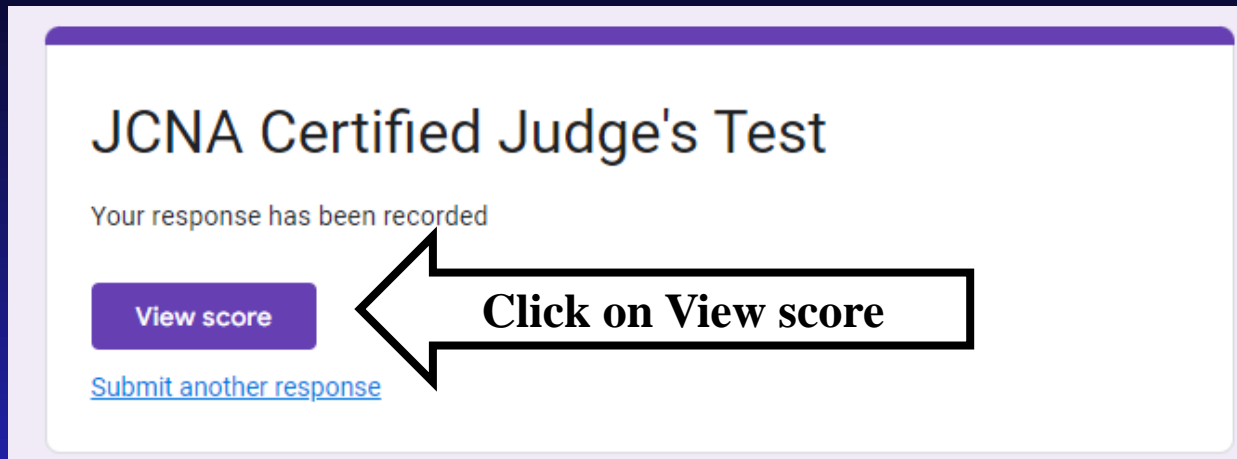 JCNA Certified Judge's Test
Your response has been recorded
View score
Click on View score
Submit another response